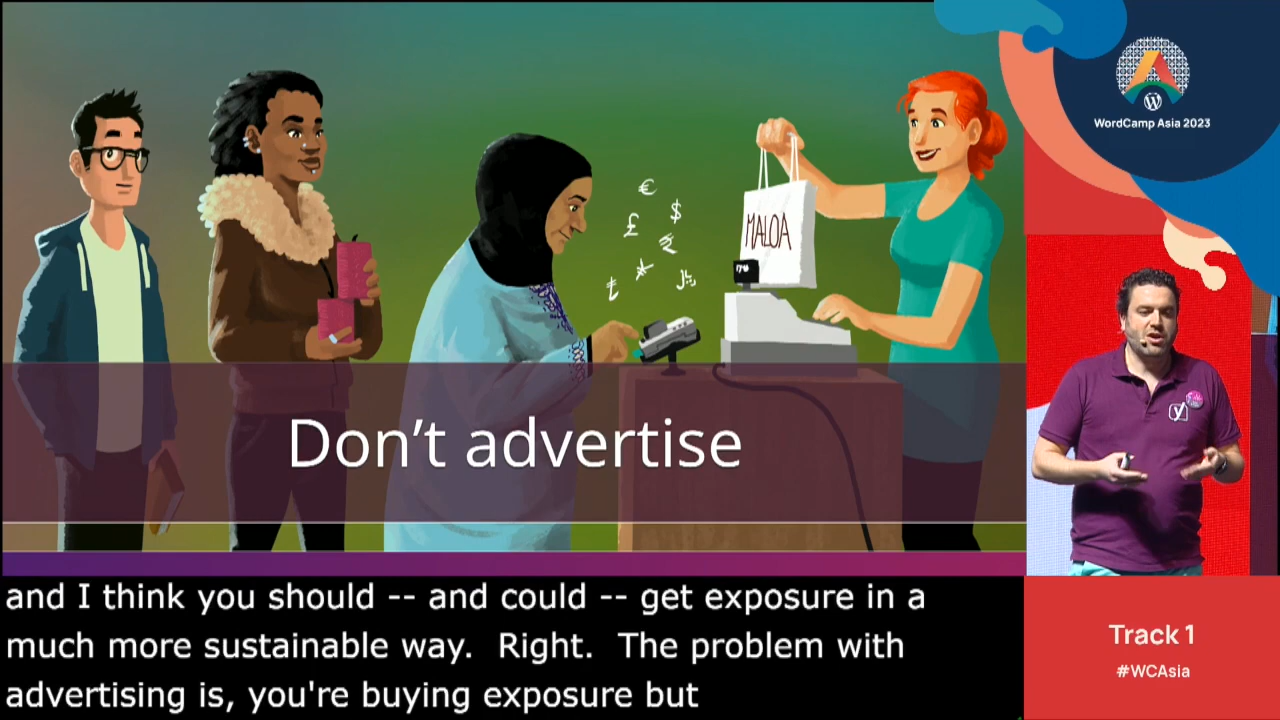 WordCamp Asia 2023
€
$
£
MALOA
Don't advertise
and I think you should -- and could -- get exposure in a
much more sustainable way.  Right.  The problem with
advertising is, you're buying exposure but
Track 1
#WCAsia